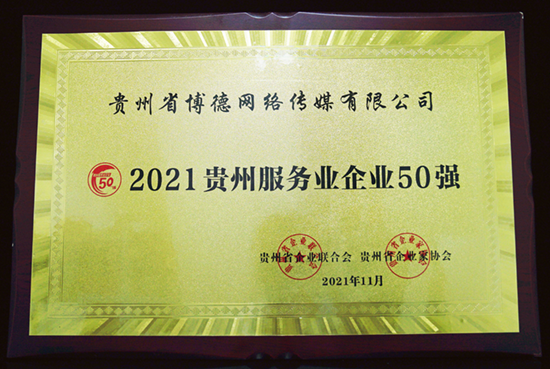 贵州省博德网络传媒有限公司
50 2021贵州服务业企业50强
贵州省企业联合会 贵州省企业家协会
2021年11月